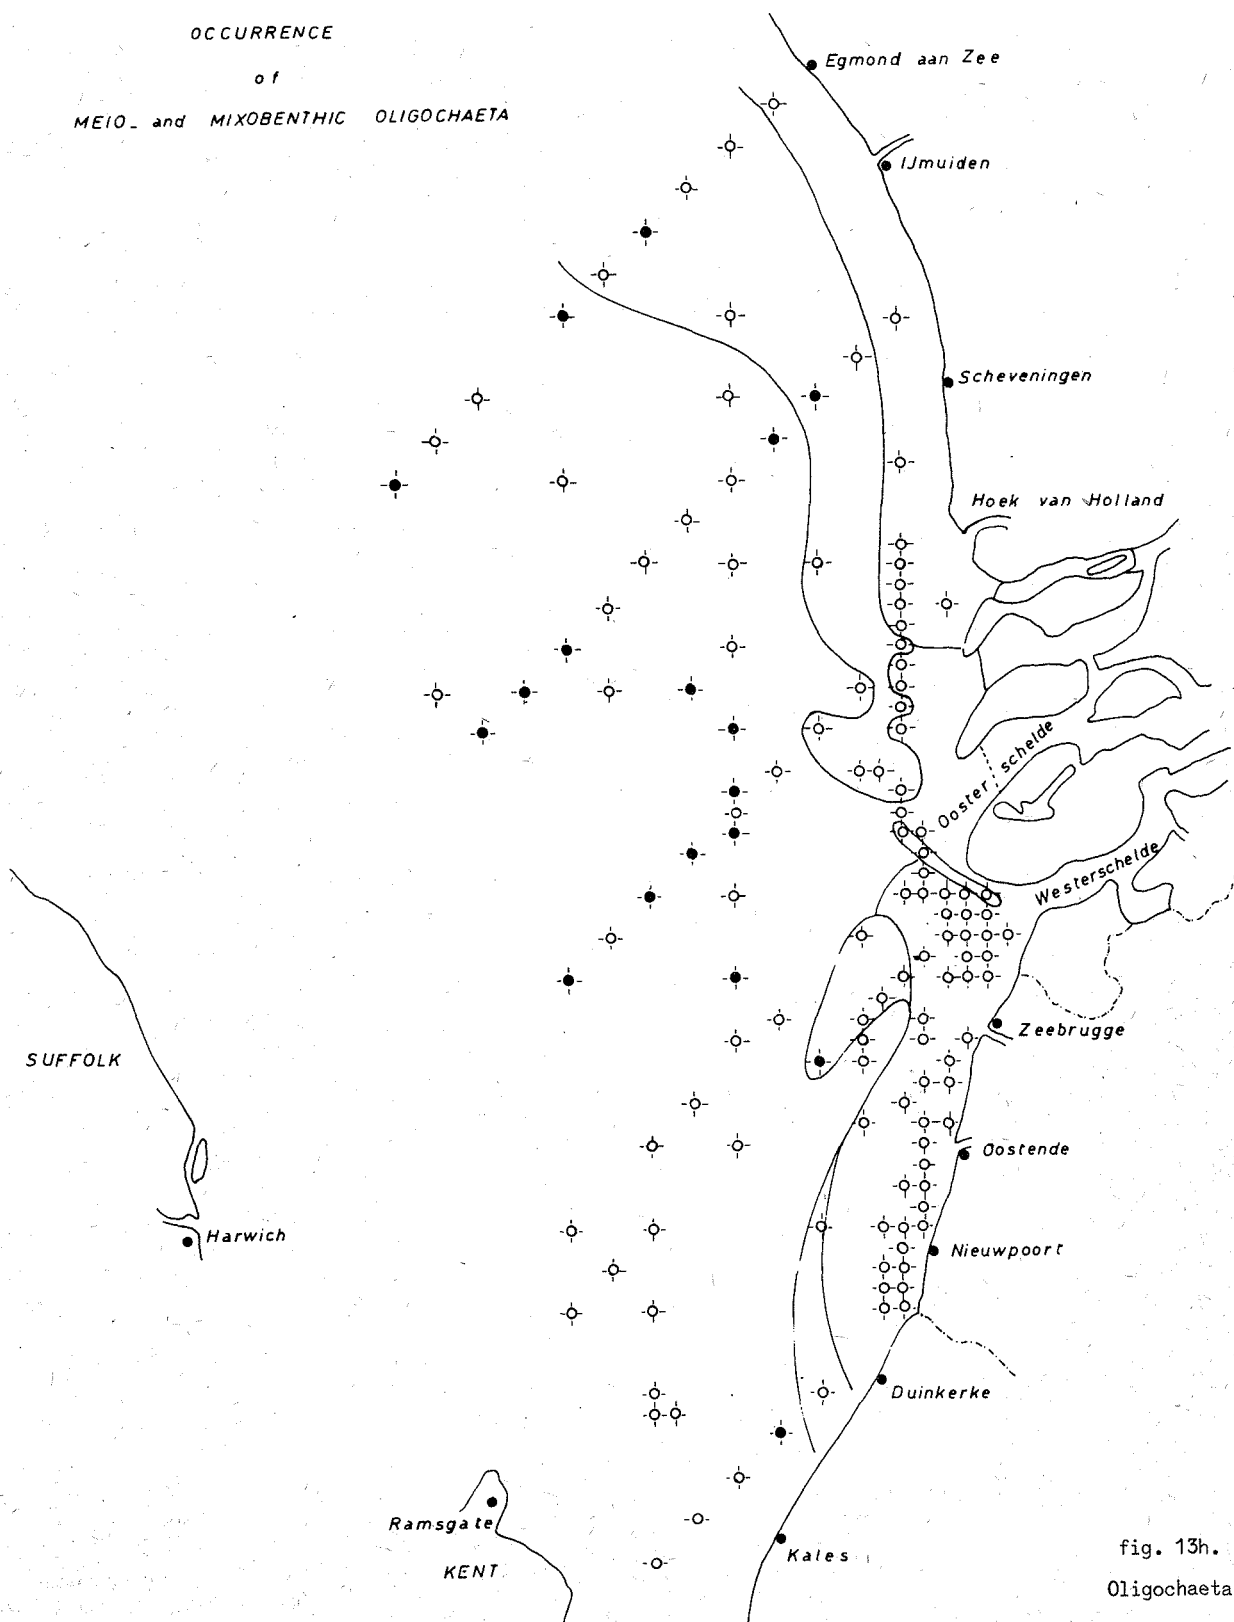 OCCURRENCE
of
MEIO_ and MIXOBENTHIC OLIGOCHAETA
Egmond aan Zee
IJmuiden
Scheveningen
Hoek van Holland
Ooster schelde
Westerschelde
Zeebrugge
SUFFOLK
Oostende
Harwich
Nieuwpoort
Duinkerke
Ramsgate
Kales
KENT
fig. 13h.
Oligochaeta